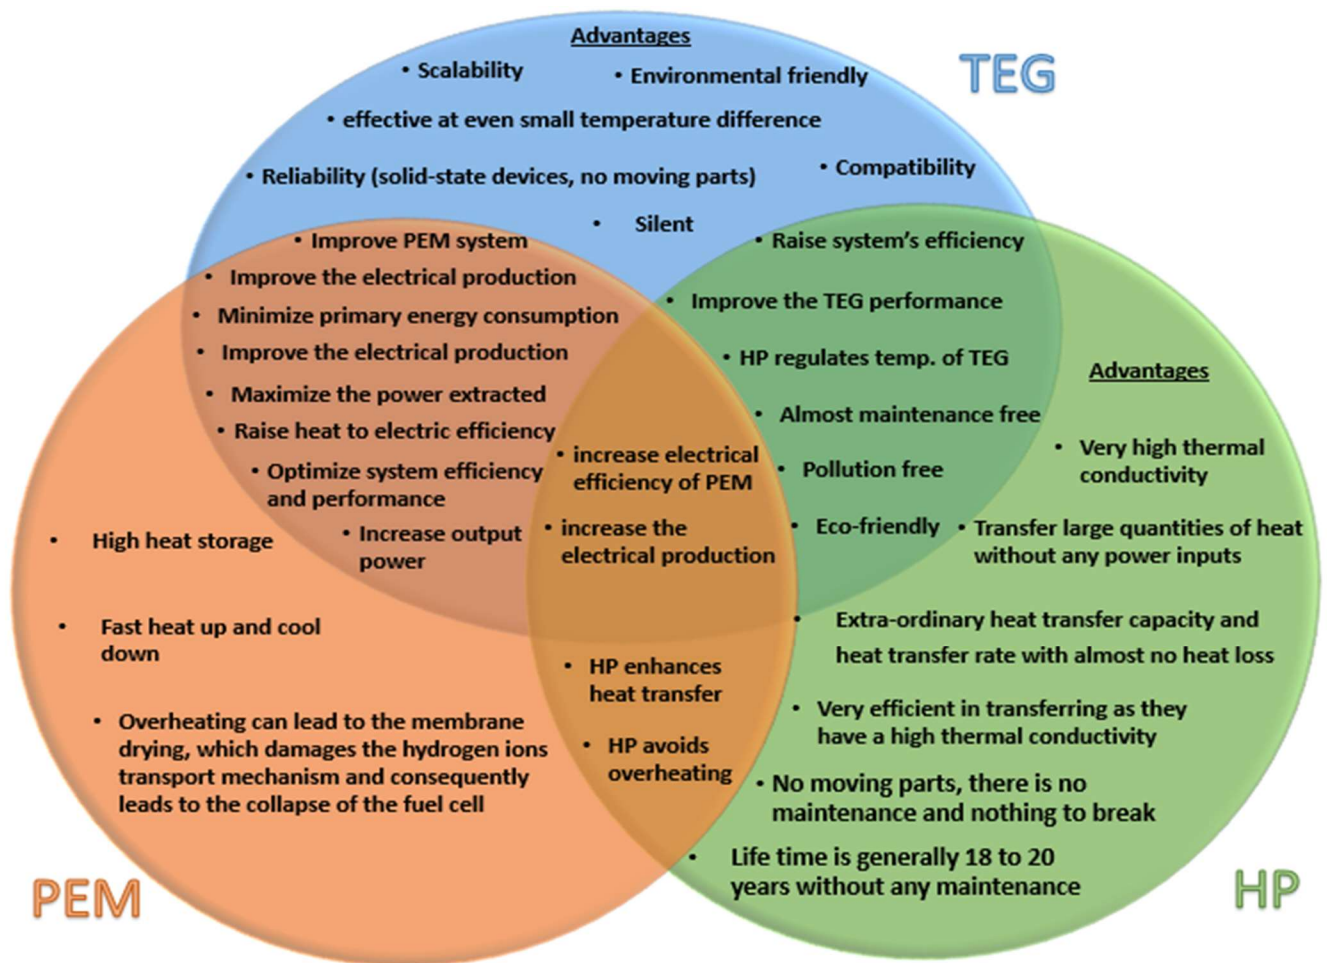 Advantages
TEG
• Scalability
• Environmental friendly
• effective at even small temperature difference
• Compatibility
• Reliability (solid-state devices, no moving parts)
• Silent
• Improve PEM system
• Improve the electrical production
• Minimize primary energy consumption
• Improve the electrical production
• Maximize the power extracted
• Raise heat to electric efficiency
• Optimize system efficiency
and performance
• Increase output
power
• Raise system's efficiency
• Improve the TEG performance
• HP regulates temp. of TEG
• Almost maintenance free
• Pollution free
• Eco-friendly
• increase electrical
efficiency of PEM
• increase the
electrical production
• HP enhances
heat transfer
• HP avoids
overheating
• High heat storage
• Fast heat up and cool
down
• Overheating can lead to the membrane
drying, which damages the hydrogen ions
transport mechanism and consequently
leads to the collapse of the fuel cell
PEM
Advantages
• Very high thermal
conductivity
• Transfer large quantities of heat
without any power inputs
• Extra-ordinary heat transfer capacity and
heat transfer rate with almost no heat loss
• Very efficient in transferring as they
have a high thermal conductivity
• No moving parts, there is no
maintenance and nothing to break
• Life time is generally 18 to 20
years without any maintenance
HP